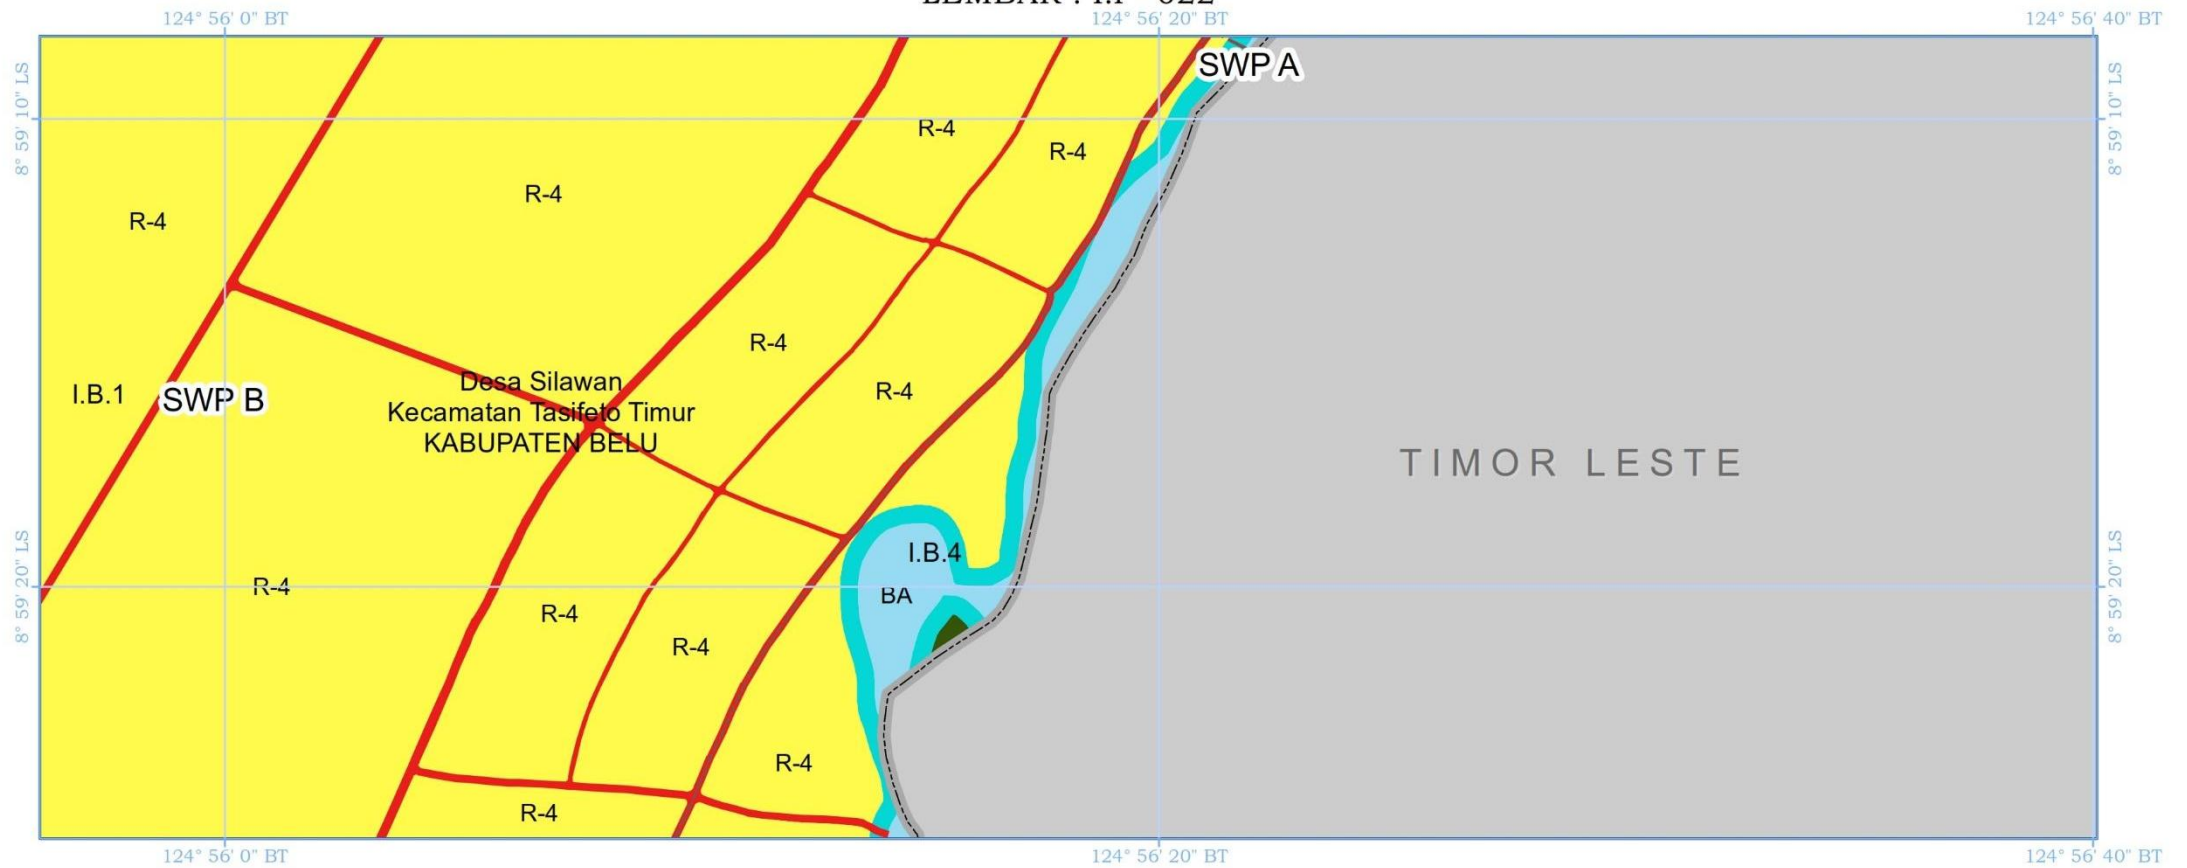 124° 56' 0" BT
124° 56' 20" BT
124° 56' 40" BT
SWP A
8° 59' 10" LS
8° 59' 10" LS
R-4
R-4
R-4
R-4
R-4
Desa Silawan
Kecamatan Tasifeto Timur
KABUPATEN BELU
R-4
I.B.1
SWP B
TIMOR LESTE
I.B.4
8° 59' 20" LS
8° 59' 20" LS
R-4
BA
R-4
R-4
R-4
R-4
124° 56' 0" BT
124° 56' 20" BT
124° 56' 40" BT